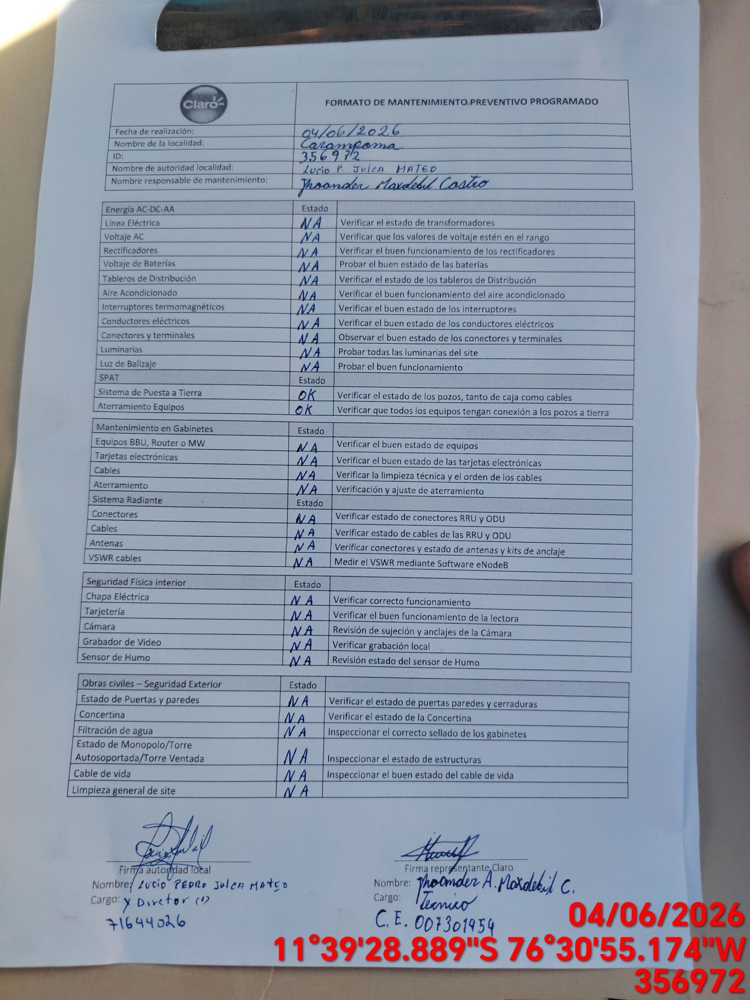 Claro
FORMATO DE MANTENIMIENTO PREVENTIVO PROGRAMADO
Fecha de realización: 04/06/2026
Nombre de la localidad: Carampoma
ID: 356972
Nombre de autoridad localidad: Lucio P. Julca MATEO
Nombre responsable de mantenimiento: Jhoander Maxdebil Castro
Energía AC-DC-AA Estado
Línea Eléctrica NA Verificar el estado de transformadores
Voltaje AC NA Verificar que los valores de voltaje estén en el rango
Rectificadores NA Verificar el buen funcionamiento de los rectificadores
Voltaje de Baterías NA Probar el buen estado de las baterías
Tableros de Distribución NA Verificar el estado de los tableros de Distribución
Aire Acondicionado NA Verificar el buen funcionamiento del aire acondicionado
Interruptores termomagnéticos NA Verificar el buen estado de los interruptores
Conductores eléctricos NA Verificar el buen estado de los conductores eléctricos
Conectores y terminales NA Observar el buen estado de los conectores y terminales
Luminarias NA Probar todas las luminarias del site
Luz de Balizaje NA Probar el buen funcionamiento
SPAT Estado
Sistema de Puesta a Tierra OK Verificar el estado de los pozos, tanto de caja como cables
Aterramiento Equipos OK Verificar que todos los equipos tengan conexión a los pozos a tierra
Mantenimiento en Gabinetes Estado
Equipos BBU, Router o MW NA Verificar el buen estado de equipos
Tarjetas electrónicas NA Verificar el buen estado de las tarjetas electrónicas
Cables NA Verificar la limpieza técnica y el orden de los cables
Aterramiento NA Verificación y ajuste de aterramiento
Sistema Radiante Estado
Conectores NA Verificar estado de conectores RRU y ODU
Cables NA Verificar estado de cables de las RRU y ODU
Antenas NA Verificar conectores y estado de antenas y kits de anclaje
VSWR cables NA Medir el VSWR mediante Software eNodeB
Seguridad Física interior Estado
Chapa Eléctrica NA Verificar correcto funcionamiento
Tarjetería NA Verificar el buen funcionamiento de la lectora
Cámara NA Revisión de sujeción y anclajes de la Cámara
Grabador de Video NA Verificar grabación local
Sensor de Humo NA Revisión estado del sensor de Humo
Obras civiles – Seguridad Exterior Estado
Estado de Puertas y paredes NA Verificar el estado de puertas paredes y cerraduras
Concertina NA Verificar el estado de la Concertina
Filtración de agua NA Inspeccionar el correcto sellado de los gabinetes
Estado de Monopolo/Torre
Autosoportada/Torre Ventada NA Inspeccionar el estado de estructuras
Cable de vida NA Inspeccionar el buen estado del cable de vida
Limpieza general de site NA
Firma autoridad local
Nombre: Lucio PEDRO Julca MATEO
Cargo: y Diretor (e)
71644026
Firma representante Claro
Nombre: Jhoander A. Maxdebil C.
Cargo: Tecnico
C.E. 007301454
04/06/2026
11°39'28.889"S 76°30'55.174"W
356972